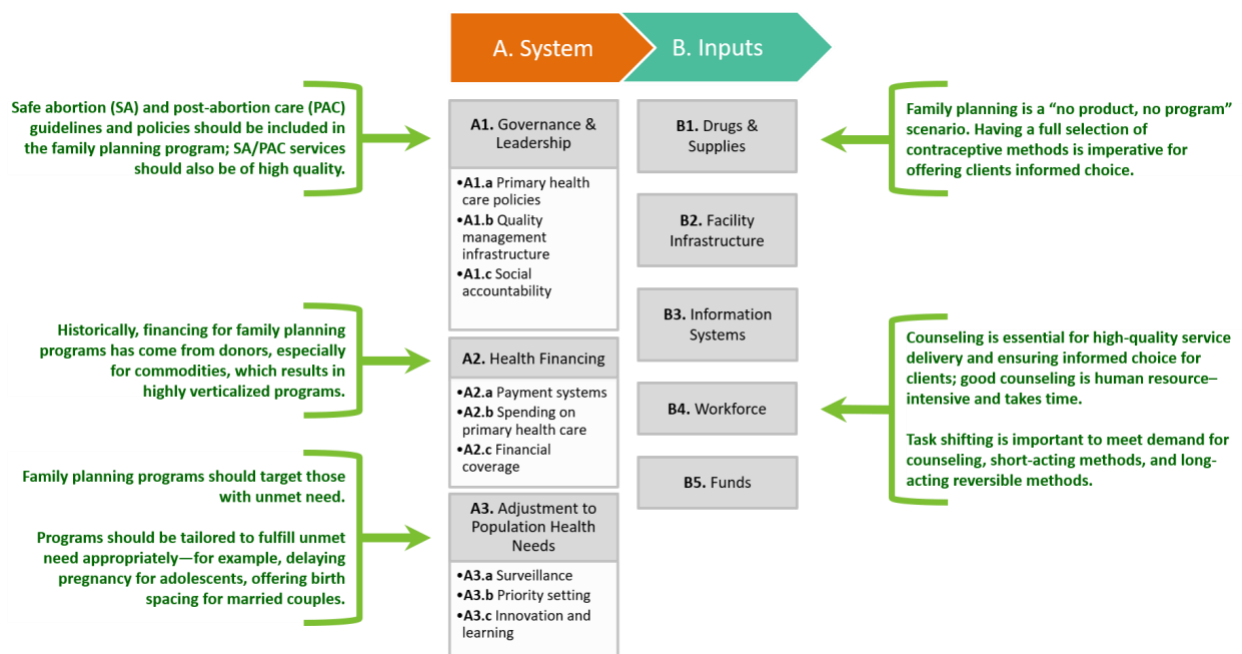 A. System
B. Inputs
Safe abortion (SA) and post-abortion care (PAC)
guidelines and policies should be included in
the family planning program; SA/PAC services
should also be of high quality.
Historically, financing for family planning
programs has come from donors, especially
for commodities, which results in
highly verticalized programs.
Family planning programs should target those
with unmet need.
Programs should be tailored to fulfill unmet
need appropriately—for example, delaying
pregnancy for adolescents, offering birth
spacing for married couples.
A1. Governance &
Leadership
•A1.a Primary health
care policies
•A1.b Quality
management
infrastructure
•A1.c Social
accountability
A2. Health Financing
•A2.a Payment systems
•A2.b Spending on
primary health care
•A2.c Financial
coverage
A3. Adjustment to
Population Health
Needs
•A3.a Surveillance
•A3.b Priority setting
•A3.c Innovation and
learning
B1. Drugs &
Supplies
B2. Facility
Infrastructure
B3. Information
Systems
B4. Workforce
B5. Funds
Family planning is a “no product, no program”
scenario. Having a full selection of
contraceptive methods is imperative for
offering clients informed choice.
Counseling is essential for high-quality service
delivery and ensuring informed choice for
clients; good counseling is human resource–
intensive and takes time.
Task shifting is important to meet demand for
counseling, short-acting methods, and long-
acting reversible methods.